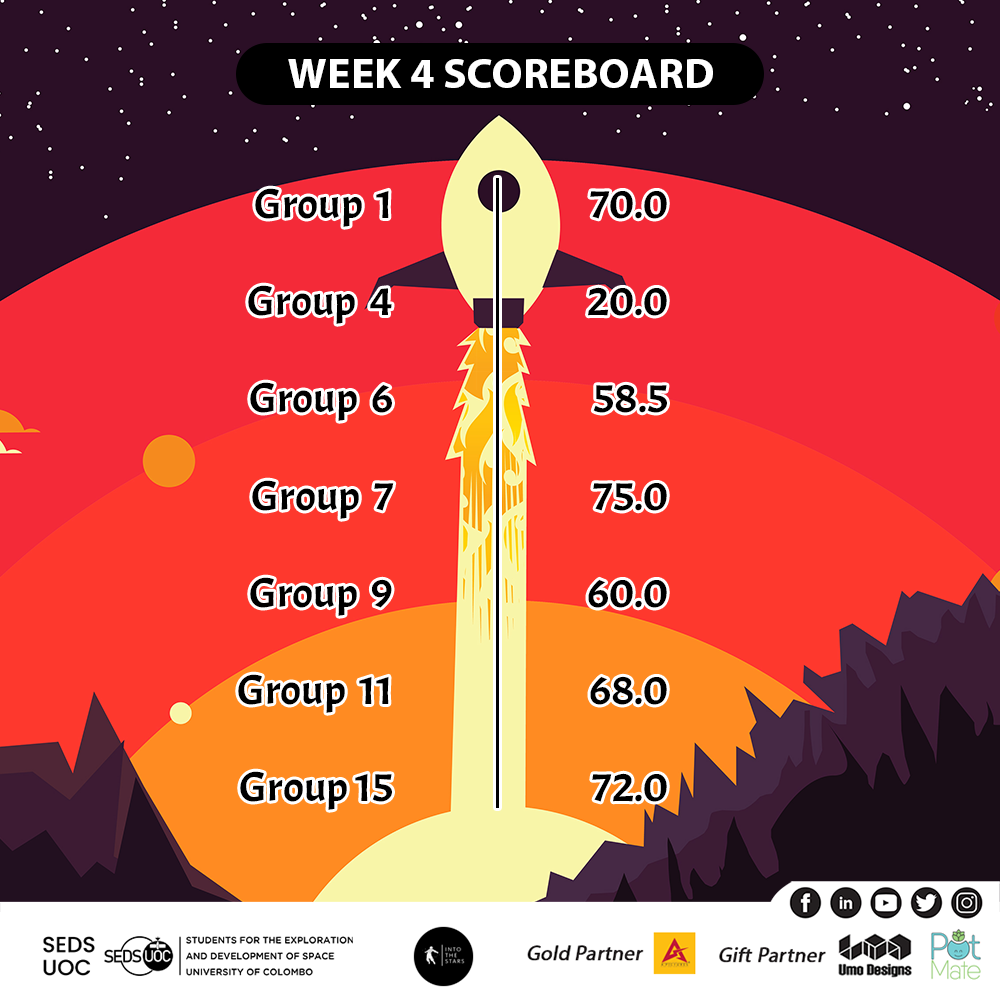 WEEK 4 SCOREBOARD
Group 1 70.0
Group 4 20.0
Group 6 58.5
Group 7 75.0
Group 9 60.0
Group 11 68.0
Group 15 72.0
SEDS
UOC
SEDS UOC
STUDENTS FOR THE EXPLORATION
AND DEVELOPMENT OF SPACE
UNIVERSITY OF COLOMBO
INTO
THE
STARS
Gold Partner
Gift Partner
Umo Designs
Pot
Mate